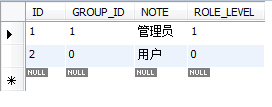 ID GROUP_ID NOTE ROLE_LEVEL
1 1 管理员 1
2 0 用户 0
NULL NULL NULL NULL